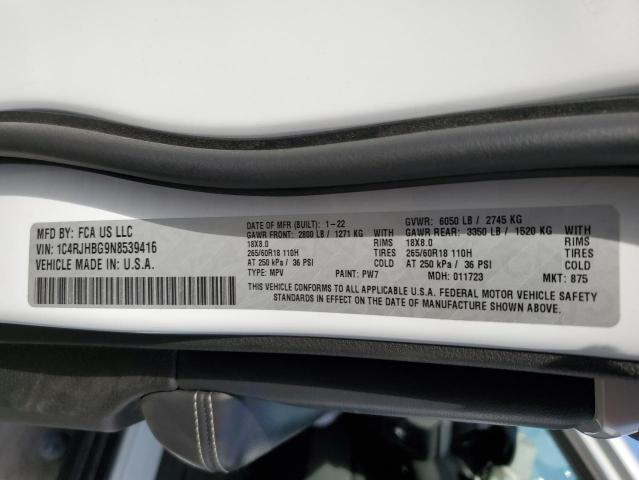 MFD BY: FCA US LLC
VIN: 1C4RJHBG9N8539416
VEHICLE MADE IN: U.S.A.
DATE OF MFR (BUILT): 1-22
GAWR FRONT: 2800 LB / 1271 KG
18X8.0 RIMS
265/60R18 110H TIRES
AT 250 kPa / 36 PSI COLD
TYPE: MPV PAINT: PW7
GVWR: 6050 LB / 2745 KG
GAWR REAR: 3350 LB / 1520 KG
18X8.0 RIMS
265/60R18 110H TIRES
AT 250 kPa / 36 PSI COLD
MDH: 011723 MKT: 875
THIS VEHICLE CONFORMS TO ALL APPLICABLE U.S.A. FEDERAL MOTOR VEHICLE SAFETY
STANDARDS IN EFFECT ON THE DATE OF MANUFACTURE SHOWN ABOVE.